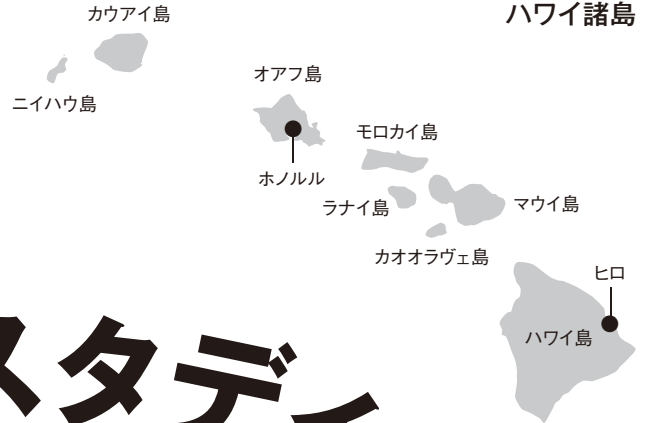 ハワイ諸島
カウアイ島
ニイハウ島
オアフ島
ホノルル
モロカイ島
ラナイ島
マウイ島
カオオラヴェ島
ヒロ
ハワイ島
スタディ